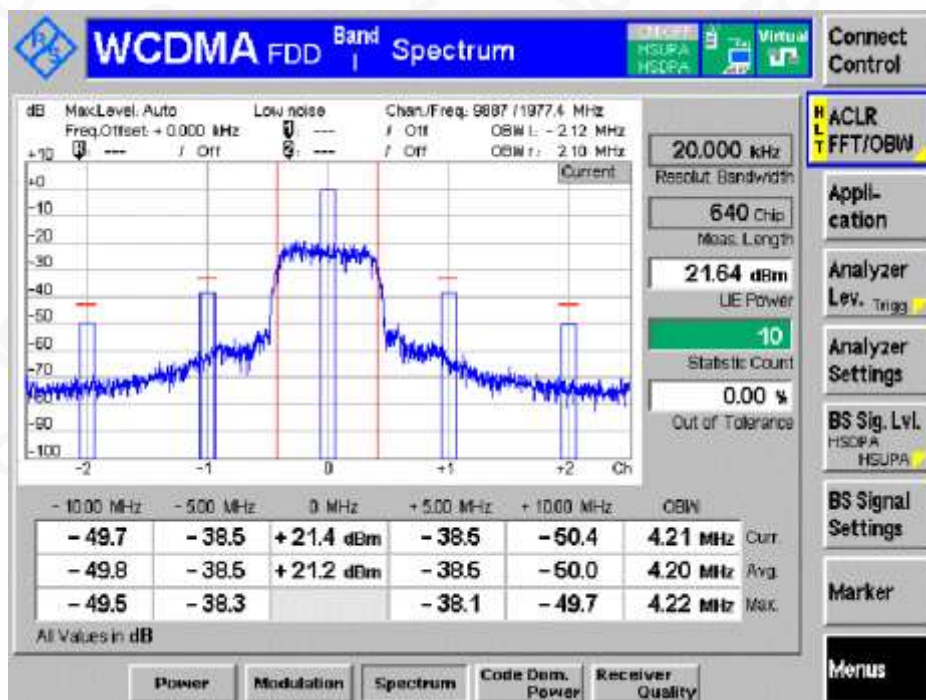 WCDMA FDD Band I Spectrum
HSUPA
HSDPA
Virtual
Connect
Control
dB Max.Level: Auto Low noise Chan./Freq.: 9887 / 1977.4 MHz
Freq.Offset: + 0.000 kHz --- / Off OBW l: - 2.12 MHz
--- / Off --- / Off OBW r: 2.10 MHz
Current
+10
+0
-10
-20
-30
-40
-50
-60
-70
-80
-90
-100
-2 -1 0 +1 +2 Ch
20.000 kHz
Resolut. Bandwidth
640 Chip
Meas. Length
21.64 dBm
UE Power
10
Statistic Count
0.00 %
Out of Tolerance
- 10.00 MHz - 5.00 MHz 0 MHz + 5.00 MHz + 10.00 MHz OBW
- 49.7 - 38.5 + 21.4 dBm - 38.5 - 50.4 4.21 MHz Curr.
- 49.8 - 38.5 + 21.2 dBm - 38.5 - 50.0 4.20 MHz Avg.
- 49.5 - 38.3 - 38.1 - 49.7 4.22 MHz Max.
All Values in dB
H
L
T
ACLR
FFT/OBW
Appli-
cation
Analyzer
Lev. Trigg
Analyzer
Settings
BS Sig. Lvl.
HSDPA
HSUPA
BS Signal
Settings
Marker
Menus
Power Modulation Spectrum Code Dom. Power Receiver Quality